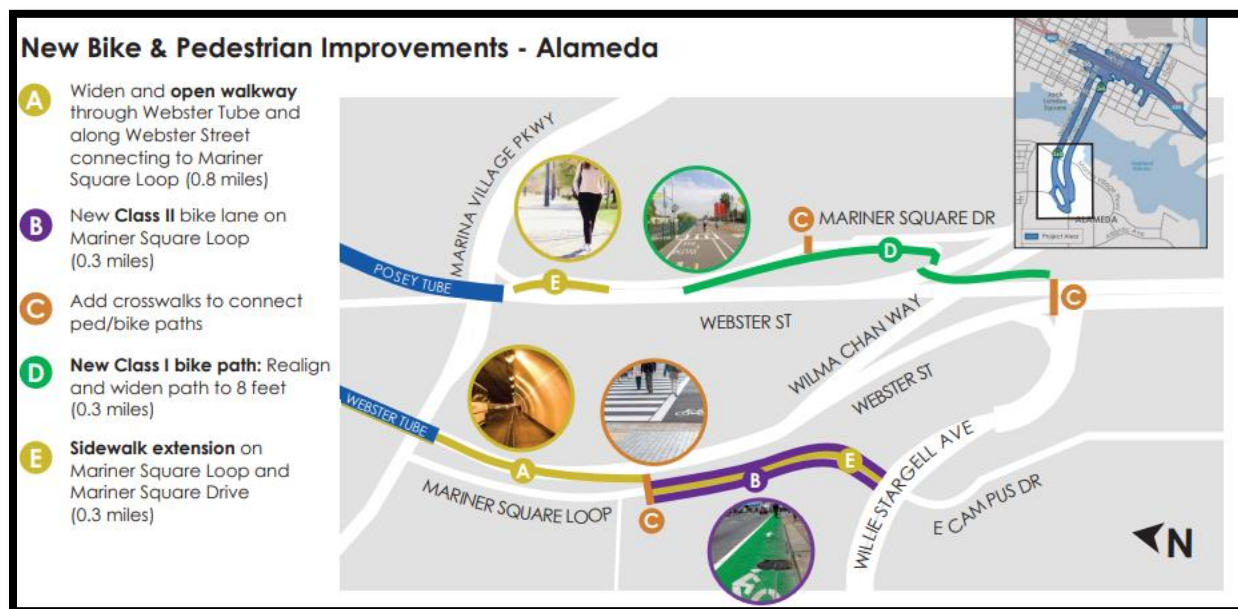 New Bike & Pedestrian Improvements - Alameda
A
Widen and open walkway
through Webster Tube and
along Webster Street
connecting to Mariner
Square Loop (0.8 miles)
B
New Class II bike lane on
Mariner Square Loop
(0.3 miles)
C
Add crosswalks to connect
ped/bike paths
D
New Class I bike path: Realign
and widen path to 8 feet
(0.3 miles)
E
Sidewalk extension on
Mariner Square Loop and
Mariner Square Drive
(0.3 miles)
MARINA VILLAGE PKWY
POSEY TUBE
E
C
MARINER SQUARE DR
D
C
WEBSTER ST
WILMA CHAN WAY
WEBSTER ST
WEBSTER TUBE
A
MARINER SQUARE LOOP
C
B
E
WILLIE STARGELL AVE
E CAMPUS DR
N
Jack
London
Square
ALAMEDA
Project Area